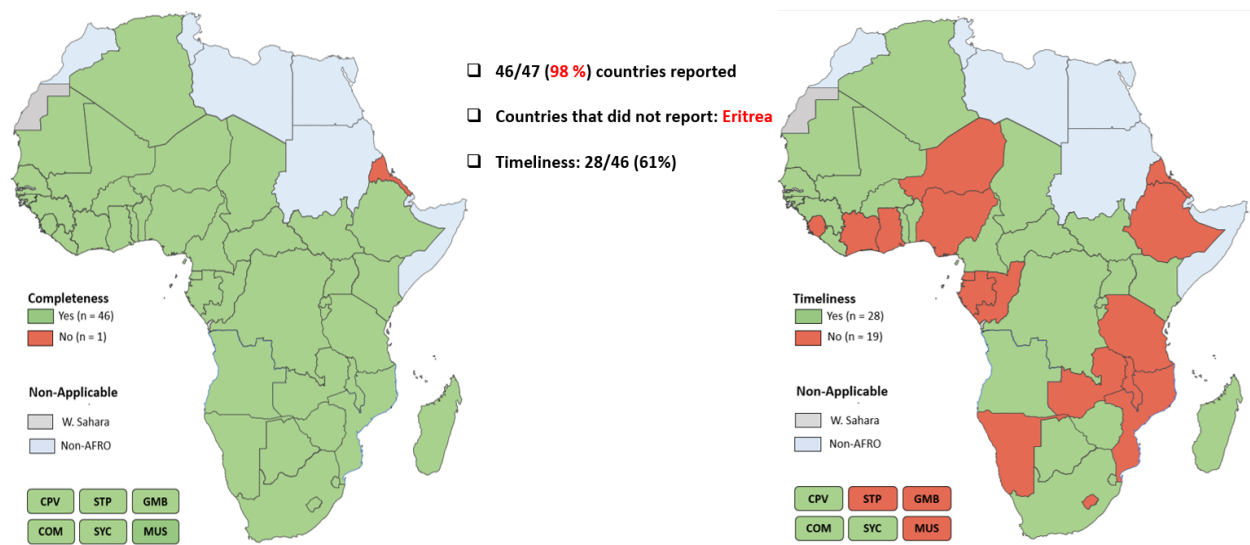 46/47 (98 %) countries reported
Countries that did not report: Eritrea
Timeliness: 28/46 (61%)
Completeness
Yes (n = 46)
No (n = 1)
Non-Applicable
W. Sahara
Non-AFRO
CPV STP GMB
COM SYC MUS
Timeliness
Yes (n = 28)
No (n = 19)
Non-Applicable
W. Sahara
Non-AFRO
CPV STP GMB
COM SYC MUS